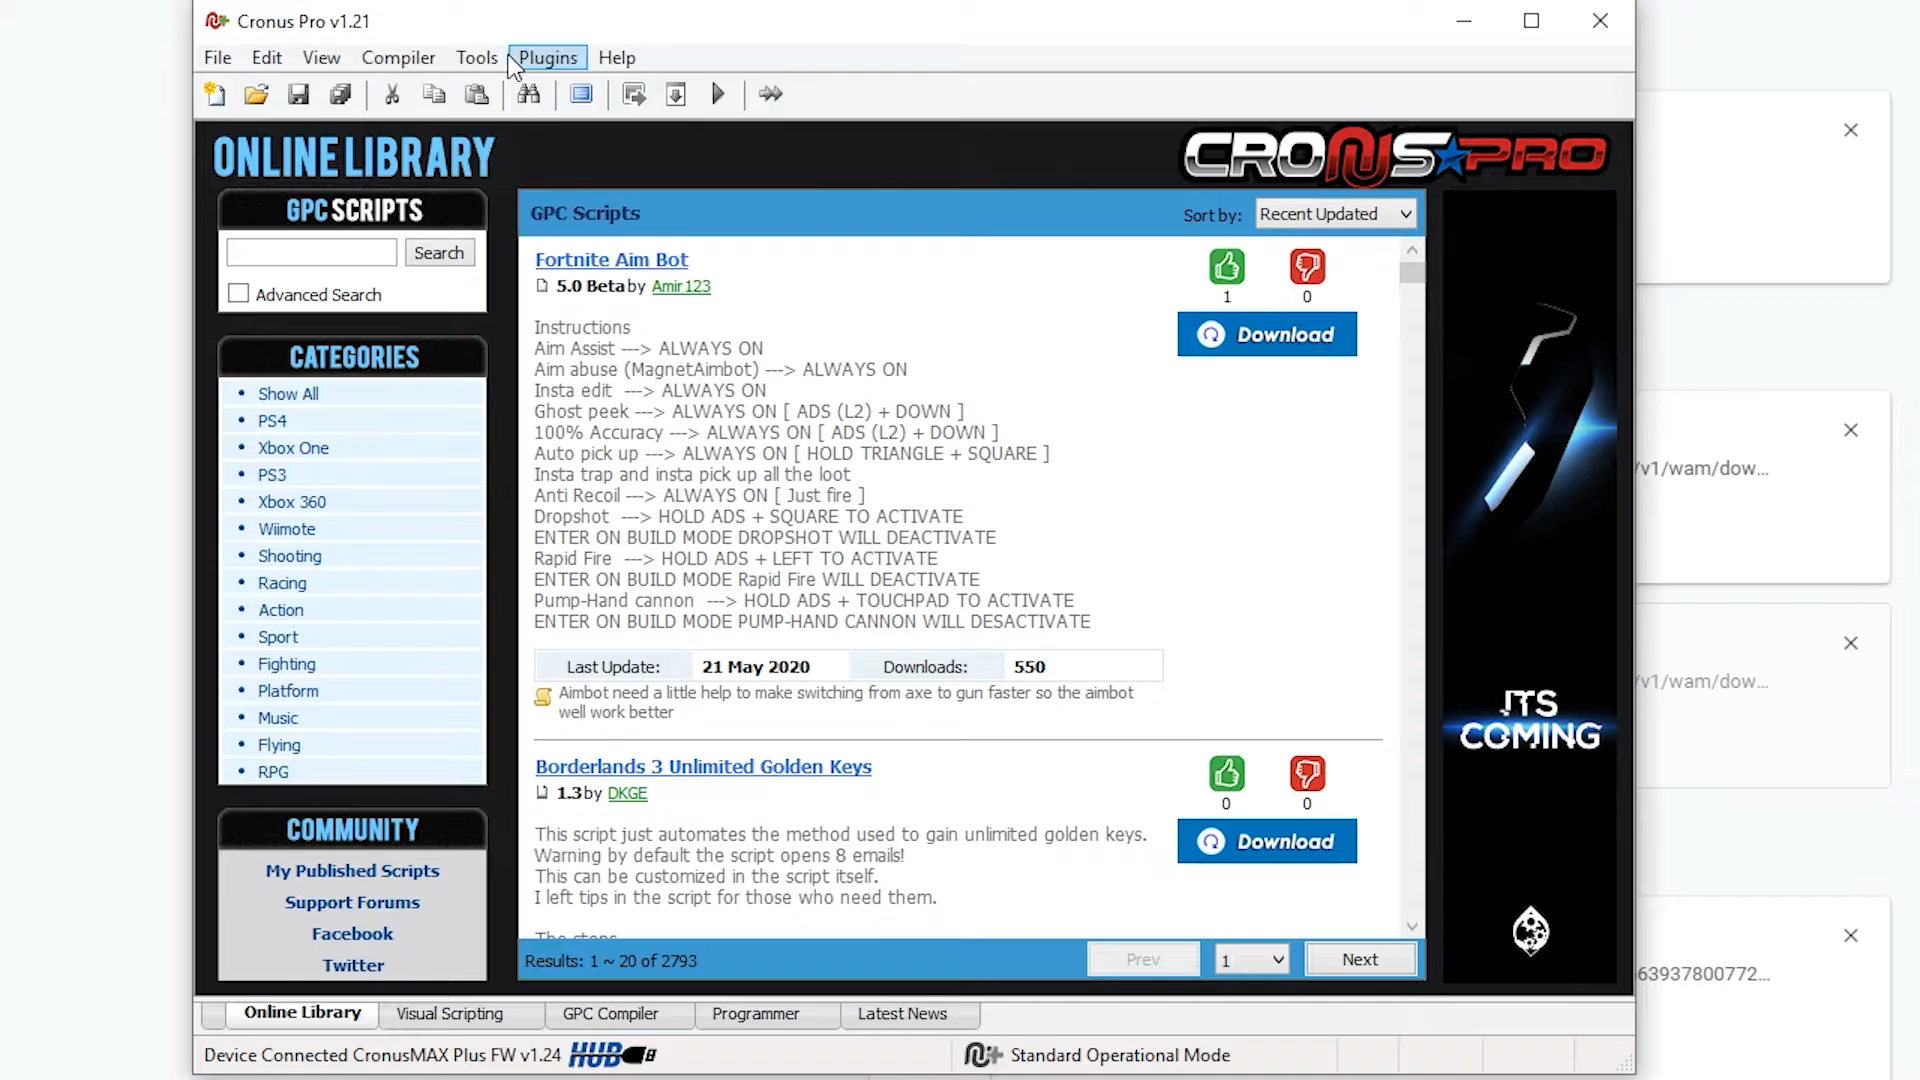 Cronus Pro v1.21
File Edit View Compiler Tools Plugins Help
ONLINE LIBRARY
CRONUS PRO
GPC SCRIPTS
Search
Advanced Search
CATEGORIES
Show All
PS4
Xbox One
PS3
Xbox 360
Wiimote
Shooting
Racing
Action
Sport
Fighting
Platform
Music
Flying
RPG
COMMUNITY
My Published Scripts
Support Forums
Facebook
Twitter
GPC Scripts
Sort by: Recent Updated
Fortnite Aim Bot
5.0 Beta by Amir123
1 0
Download
Instructions
Aim Assist ---> ALWAYS ON
Aim abuse (MagnetAimbot) ---> ALWAYS ON
Insta edit ---> ALWAYS ON
Ghost peek ---> ALWAYS ON [ ADS (L2) + DOWN ]
100% Accuracy ---> ALWAYS ON [ ADS (L2) + DOWN ]
Auto pick up ---> ALWAYS ON [ HOLD TRIANGLE + SQUARE ]
Insta trap and insta pick up all the loot
Anti Recoil ---> ALWAYS ON [ Just fire ]
Dropshot ---> HOLD ADS + SQUARE TO ACTIVATE
ENTER ON BUILD MODE DROPSHOT WILL DEACTIVATE
Rapid Fire ---> HOLD ADS + LEFT TO ACTIVATE
ENTER ON BUILD MODE Rapid Fire WILL DEACTIVATE
Pump-Hand cannon ---> HOLD ADS + TOUCHPAD TO ACTIVATE
ENTER ON BUILD MODE PUMP-HAND CANNON WILL DESACTIVATE
Last Update: 21 May 2020 Downloads: 550
Aimbot need a little help to make switching from axe to gun faster so the aimbot
well work better
Borderlands 3 Unlimited Golden Keys
1.3 by DKGE
0 0
Download
This script just automates the method used to gain unlimited golden keys.
Warning by default the script opens 8 emails!
This can be customized in the script itself.
I left tips in the script for those who need them.
The steps
Results: 1 ~ 20 of 2793
Prev 1 Next
ITS
COMING
Online Library Visual Scripting GPC Compiler Programmer Latest News
Device Connected CronusMAX Plus FW v1.24 HUB
Standard Operational Mode
/v1/wam/dow...
/v1/wam/dow...
63937800772...